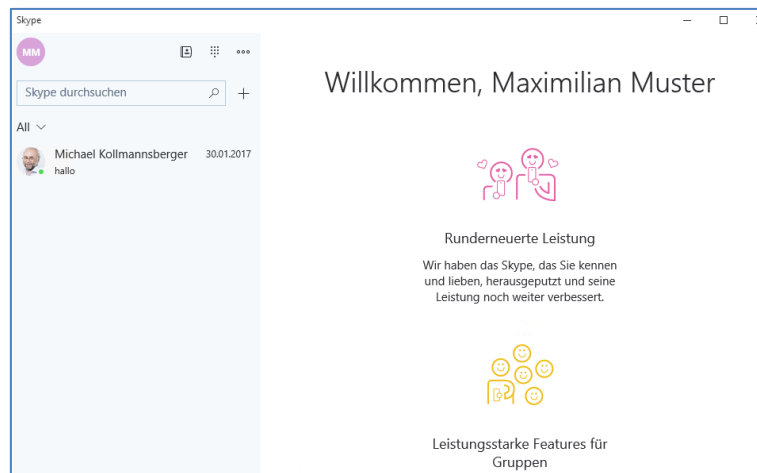 Skype
MM
Skype durchsuchen
All
Michael Kollmannsberger 30.01.2017
hallo
Willkommen, Maximilian Muster
Runderneuerte Leistung
Wir haben das Skype, das Sie kennen
und lieben, herausgeputzt und seine
Leistung noch weiter verbessert.
Leistungsstarke Features für
Gruppen